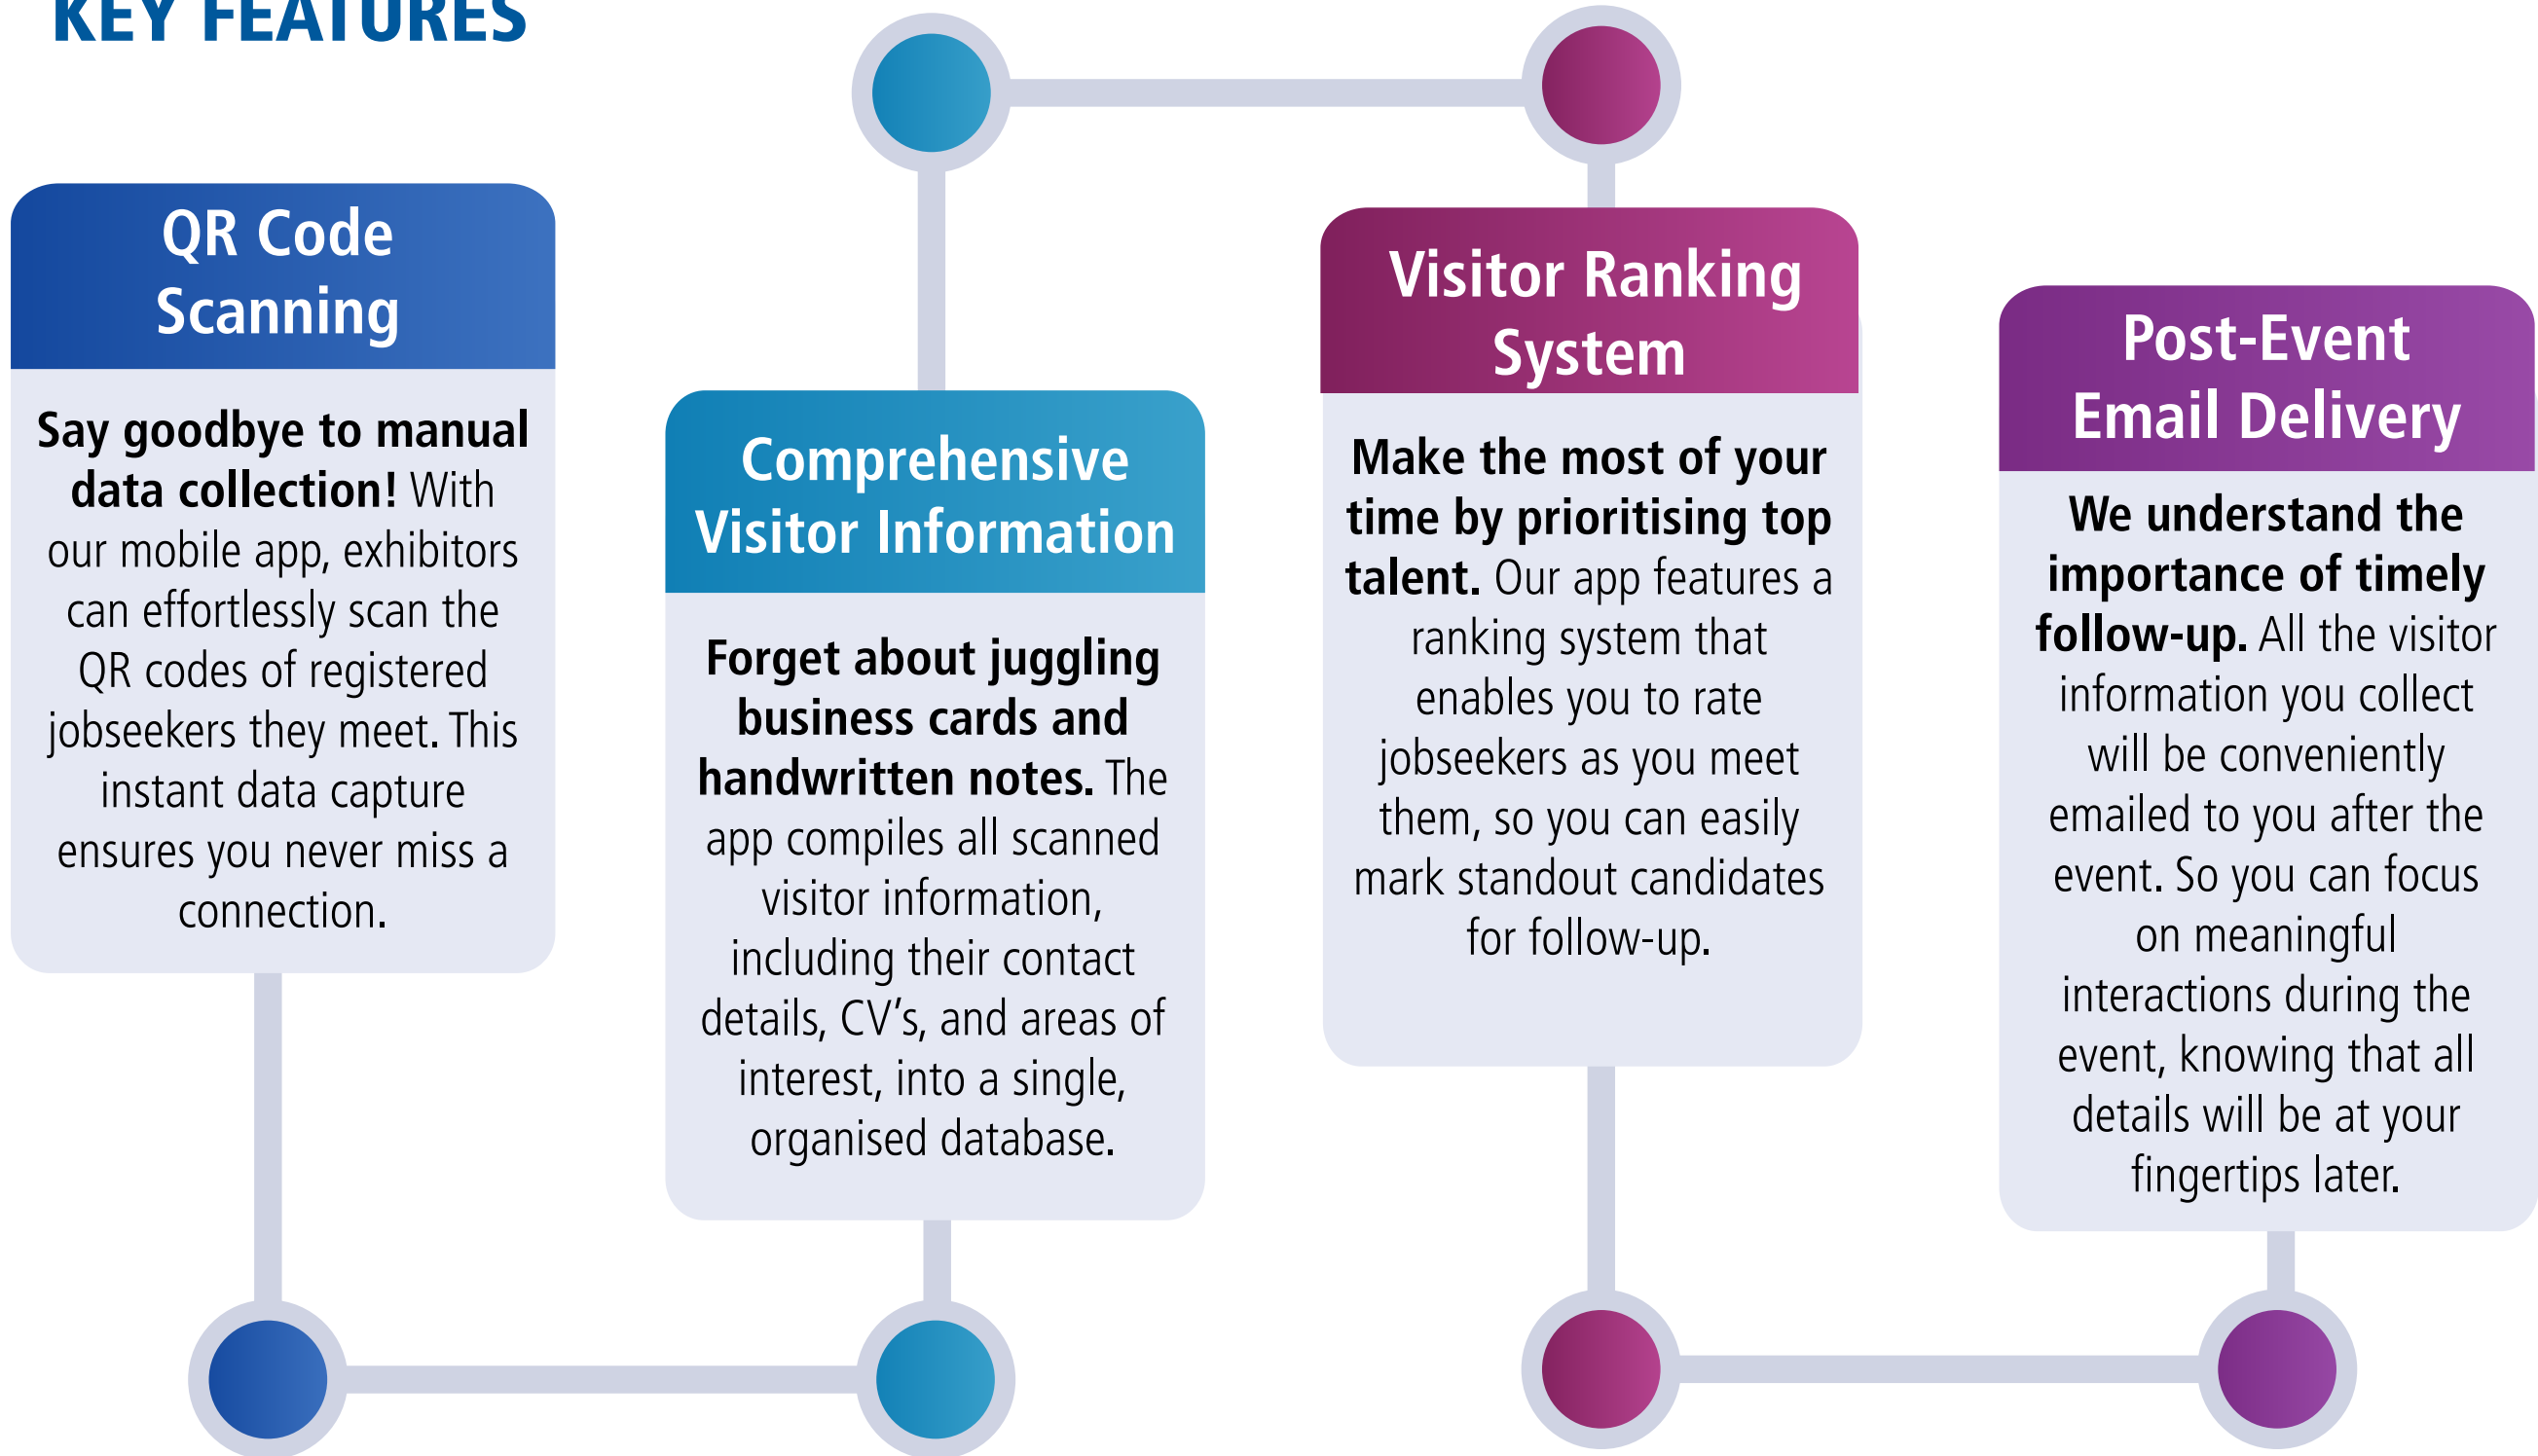 KEY FEATURES
QR Code
Scanning
Say goodbye to manual
data collection! With
our mobile app, exhibitors
can effortlessly scan the
QR codes of registered
jobseekers they meet. This
instant data capture
ensures you never miss a
connection.
Comprehensive
Visitor Information
Forget about juggling
business cards and
handwritten notes. The
app compiles all scanned
visitor information,
including their contact
details, CV’s, and areas of
interest, into a single,
organised database.
Visitor Ranking
System
Make the most of your
time by prioritising top
talent. Our app features a
ranking system that
enables you to rate
jobseekers as you meet
them, so you can easily
mark standout candidates
for follow-up.
Post-Event
Email Delivery
We understand the
importance of timely
follow-up. All the visitor
information you collect
will be conveniently
emailed to you after the
event. So you can focus
on meaningful
interactions during the
event, knowing that all
details will be at your
fingertips later.